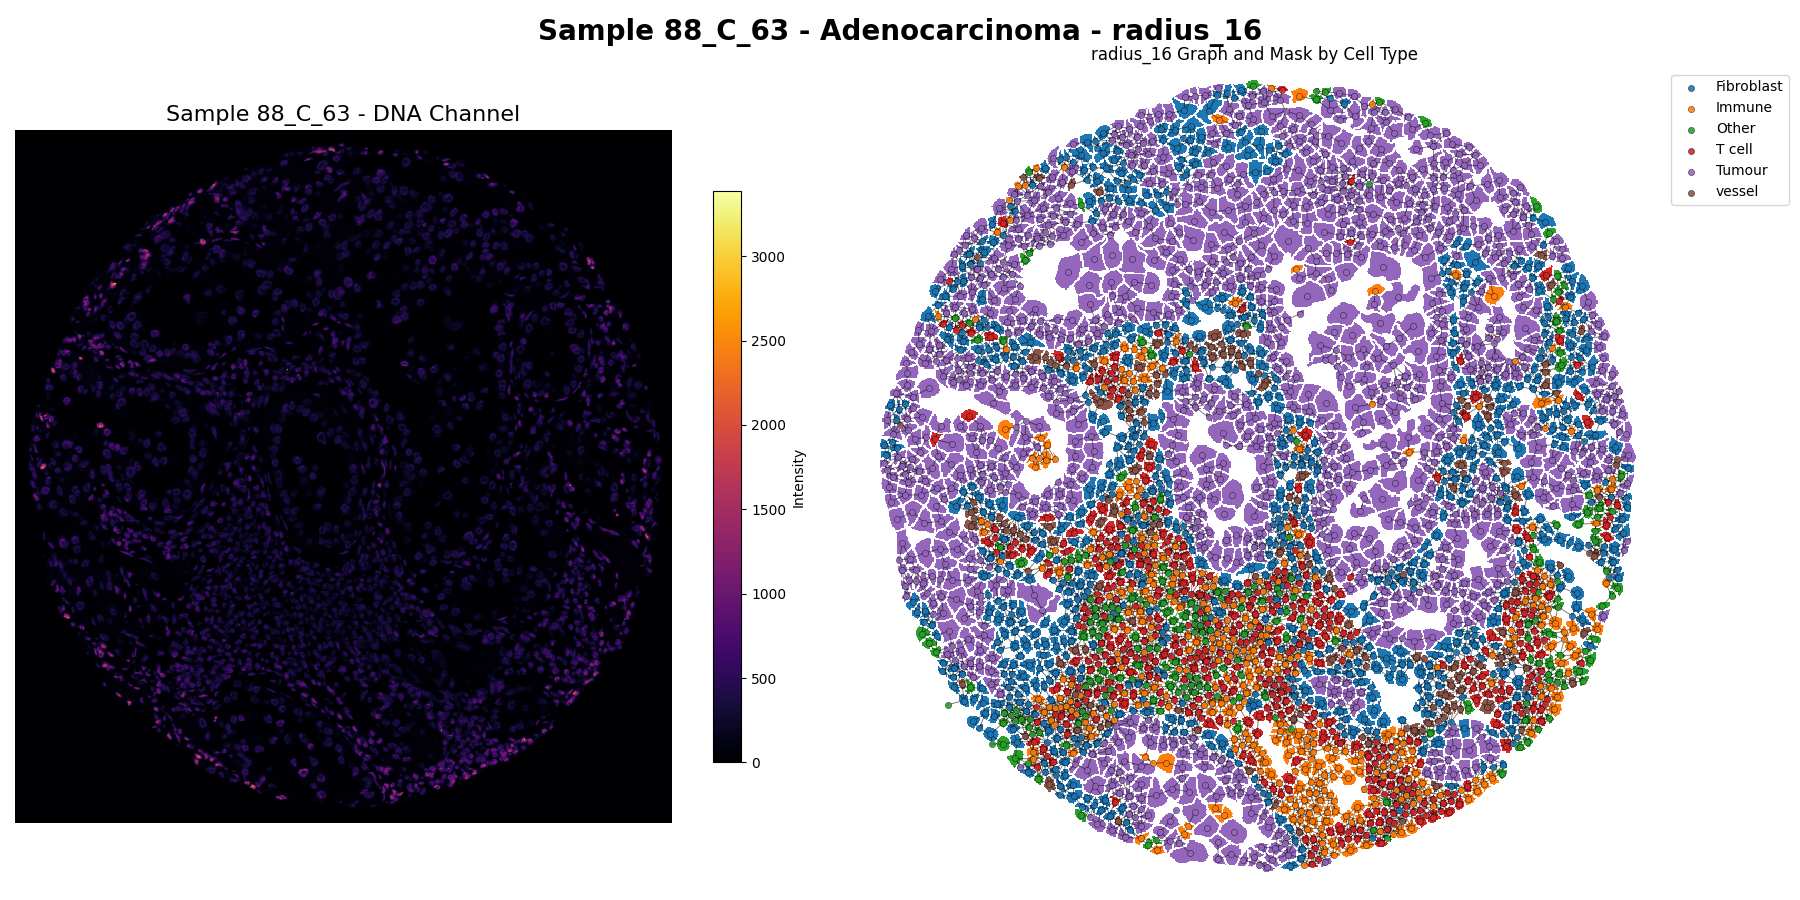 Sample 88_C_63 - Adenocarcinoma - radius_16
Sample 88_C_63 - DNA Channel
3000
2500
2000
1500
1000
500
0
Intensity
radius_16 Graph and Mask by Cell Type
Fibroblast
Immune
Other
T cell
Tumour
vessel